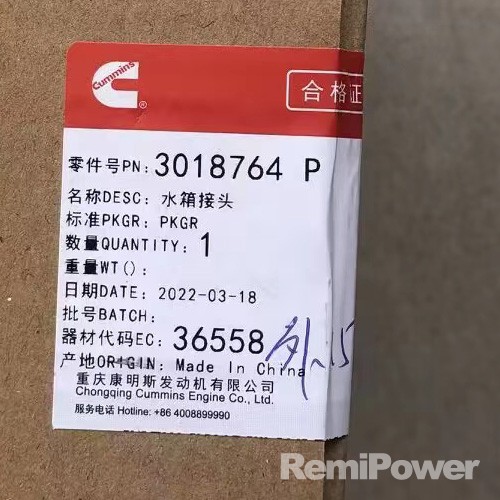 Cummins
®
合格证
零件号PN: 3018764 P
名称DESC: 水箱接头
标准PKGR: PKGR
数量QUANTITY: 1
重量WT():
日期DATE: 2022-03-18
批号BATCH:
器材代码EC: 36558
产地ORIGIN: Made In China
重庆康明斯发动机有限公司
Chongqing Cummins Engine Co., Ltd.
服务电话 Hotline: +86 4008899990
RemiPower